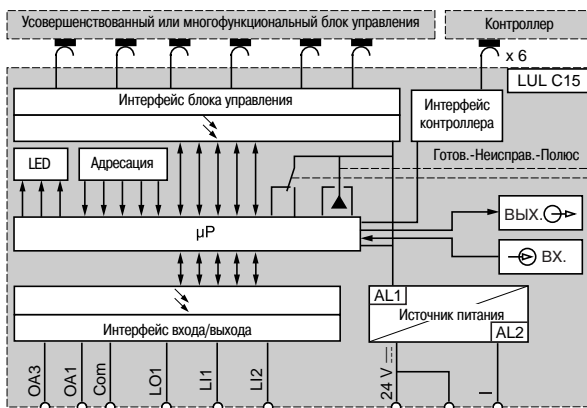 Усовершенствованный или многофункциональный блок управления
Контроллер
x 6
LUL C15
Интерфейс блока управления
Интерфейс
контроллера
LED
Адресация
Готов.-Неисправ.-Полюс
µP
ВЫХ.
ВХ.
AL1
Источник питания
AL2
Интерфейс входа/выхода
OA3
OA1
Com
LO1
LI1
LI2
24 V
I